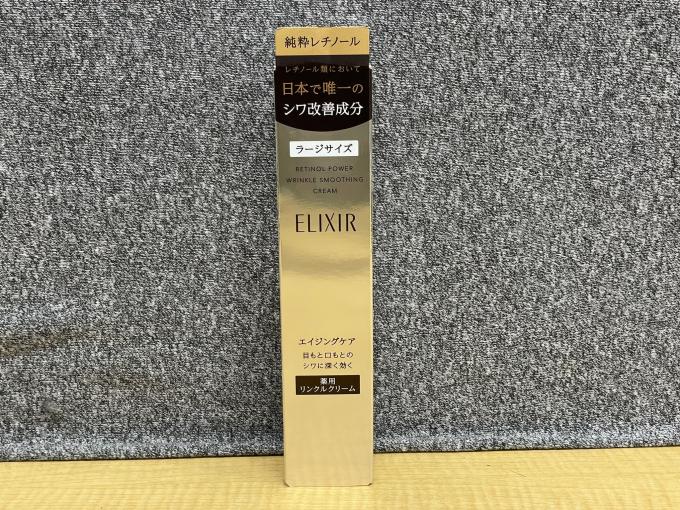 純粋レチノール
レチノール類において
日本で唯一の
シワ改善成分
ラージサイズ
RETINOL POWER
WRINKLE SMOOTHING
CREAM
ELIXIR
エイジングケア
目もと口もとの
シワに深く効く
薬用
リンクルクリーム